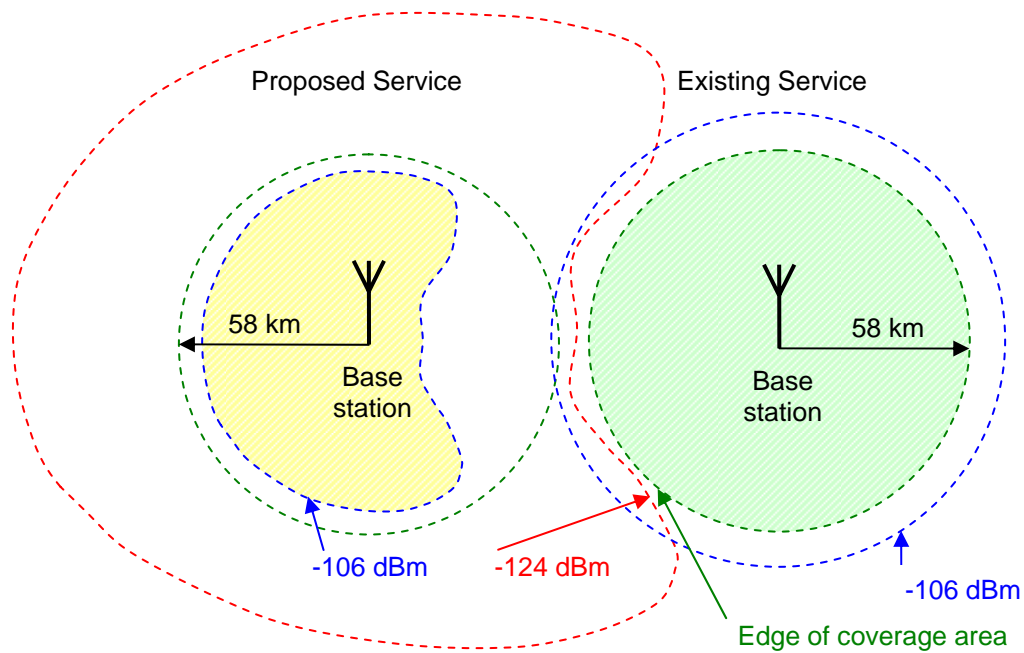 Proposed Service
Existing Service
58 km
58 km
Base
station
Base
station
-106 dBm
-124 dBm
-106 dBm
Edge of coverage area